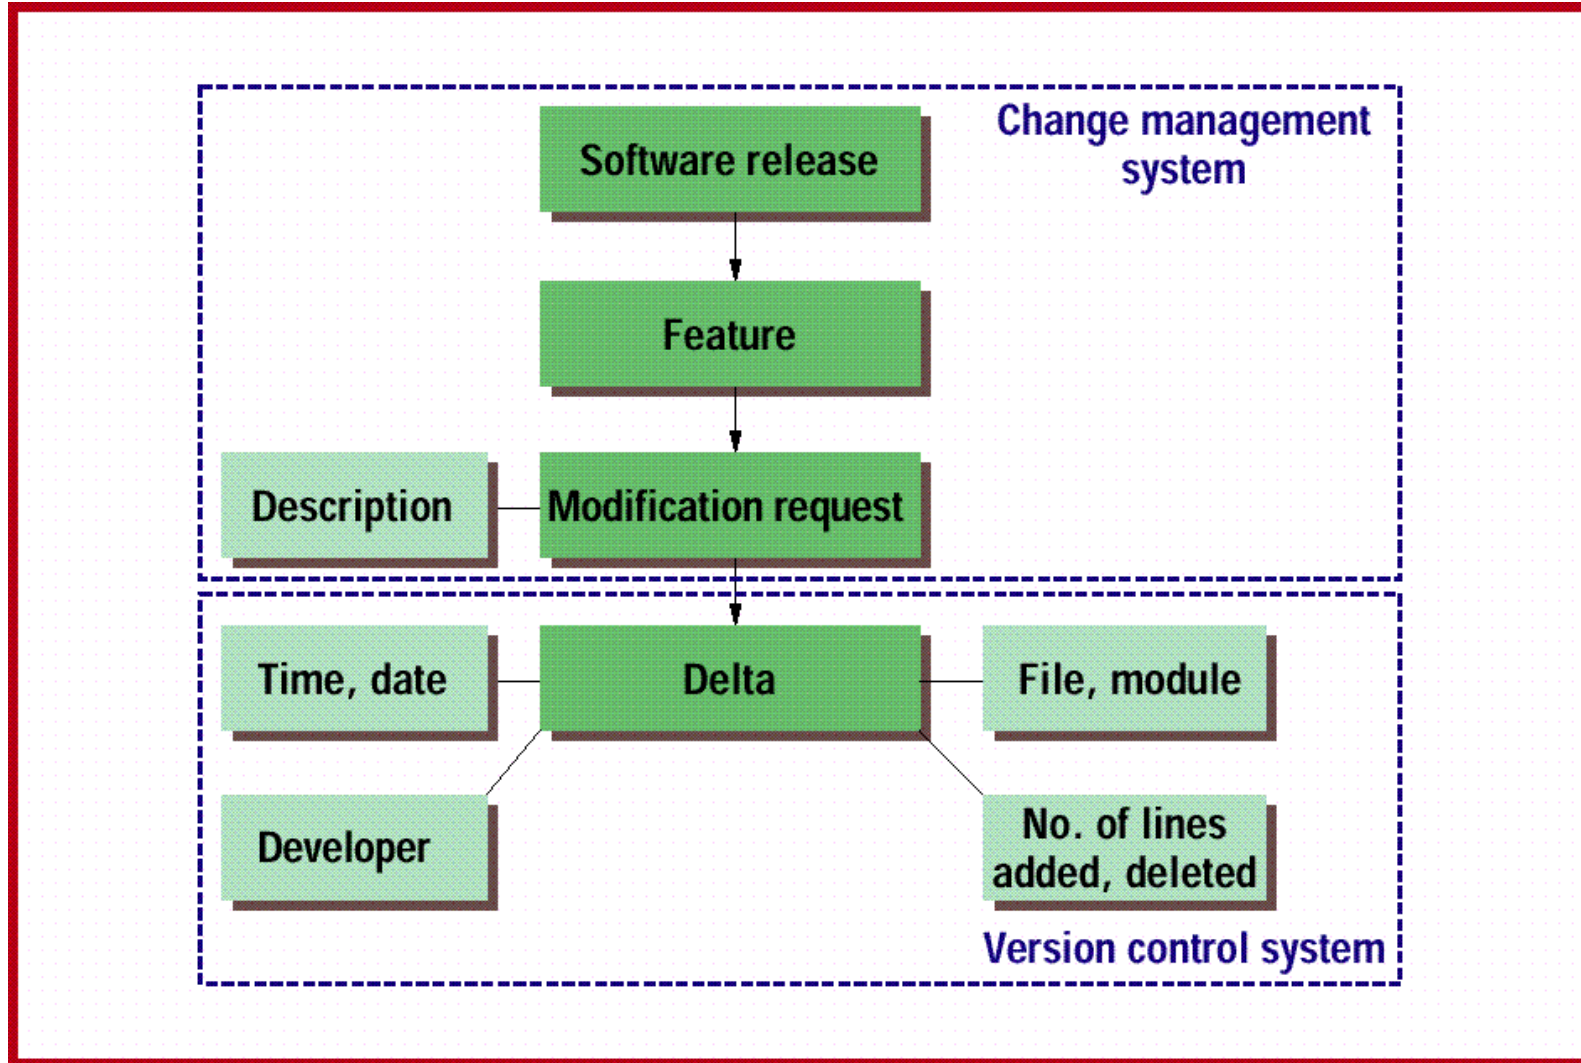 Change management
system
Software release
Feature
Description
Modification request
Time, date
Delta
File, module
Developer
No. of lines
added, deleted
Version control system